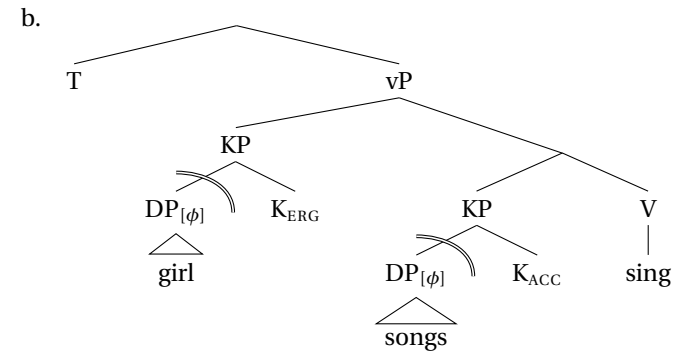 b.
T vP
KP
DP[ϕ] K_ERG KP V
girl DP[ϕ] K_ACC sing
songs